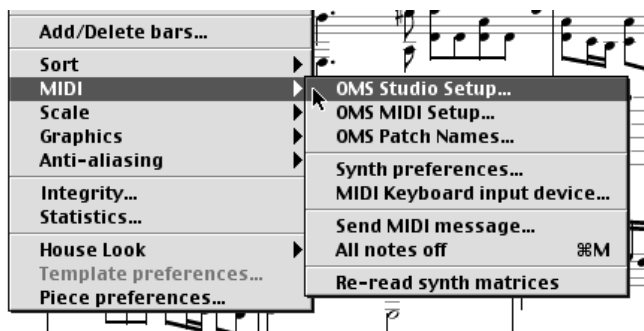 Add/Delete bars...
Sort
MIDI
Scale
Graphics
Anti-aliasing
Integrity...
Statistics...
House Look
Template preferences...
Piece preferences...
OMS Studio Setup...
OMS MIDI Setup...
OMS Patch Names...
Synth preferences...
MIDI Keyboard input device...
Send MIDI message...
All notes off ⌘M
Re-read synth matrices